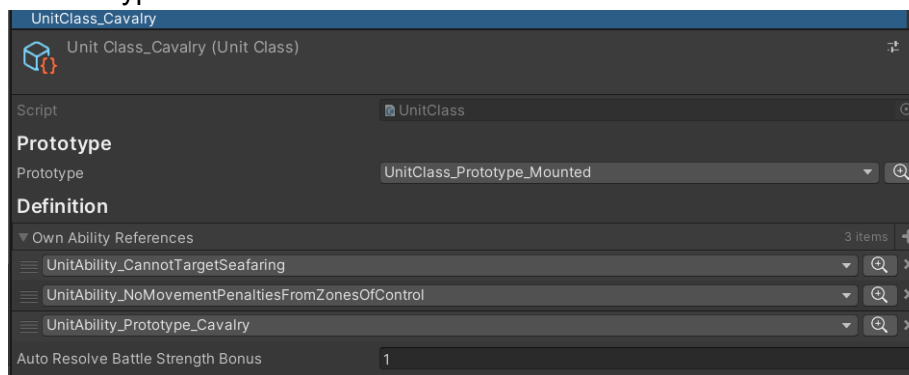 UnitClass_Cavalry
Unit Class_Cavalry (Unit Class)
Script UnitClass
Prototype
Prototype UnitClass_Prototype_Mounted
Definition
Own Ability References 3 items
UnitAbility_CannotTargetSeafaring
UnitAbility_NoMovementPenaltiesFromZonesOfControl
UnitAbility_Prototype_Cavalry
Auto Resolve Battle Strength Bonus 1